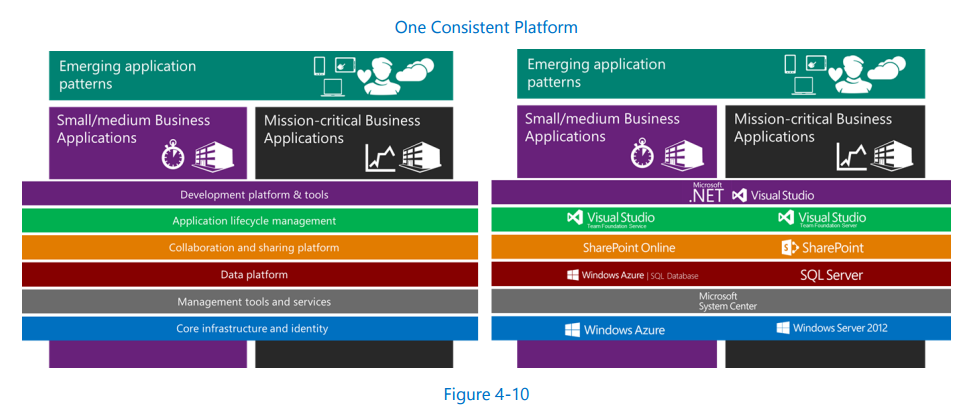 One Consistent Platform
Emerging application
patterns
Small/medium Business
Applications
Mission-critical Business
Applications
Development platform & tools
Application lifecycle management
Collaboration and sharing platform
Data platform
Management tools and services
Core infrastructure and identity
Emerging application
patterns
Small/medium Business
Applications
Mission-critical Business
Applications
Microsoft
.NET Visual Studio
Visual Studio
Team Foundation Service
Visual Studio
Team Foundation Server
SharePoint Online
S SharePoint
Windows Azure | SQL Database
SQL Server
Microsoft
System Center
Windows Azure
Windows Server 2012
Figure 4-10